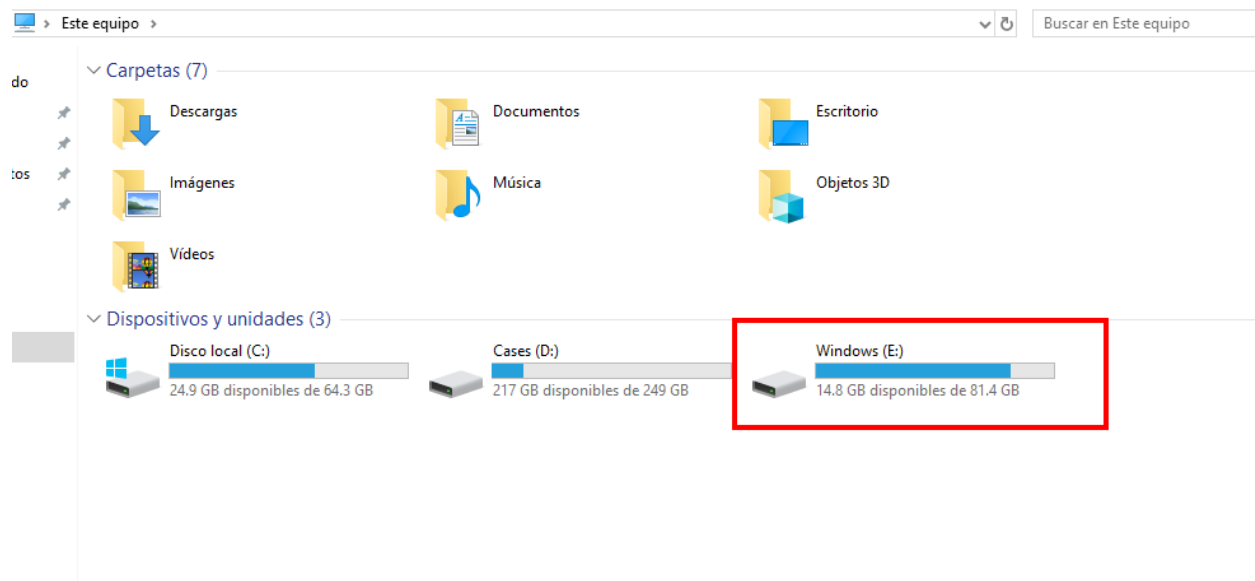 Este equipo
Buscar en Este equipo
do
tos
Carpetas (7)
Descargas
Documentos
Escritorio
Imágenes
Música
Objetos 3D
Vídeos
Dispositivos y unidades (3)
Disco local (C:)
24.9 GB disponibles de 64.3 GB
Cases (D:)
217 GB disponibles de 249 GB
Windows (E:)
14.8 GB disponibles de 81.4 GB